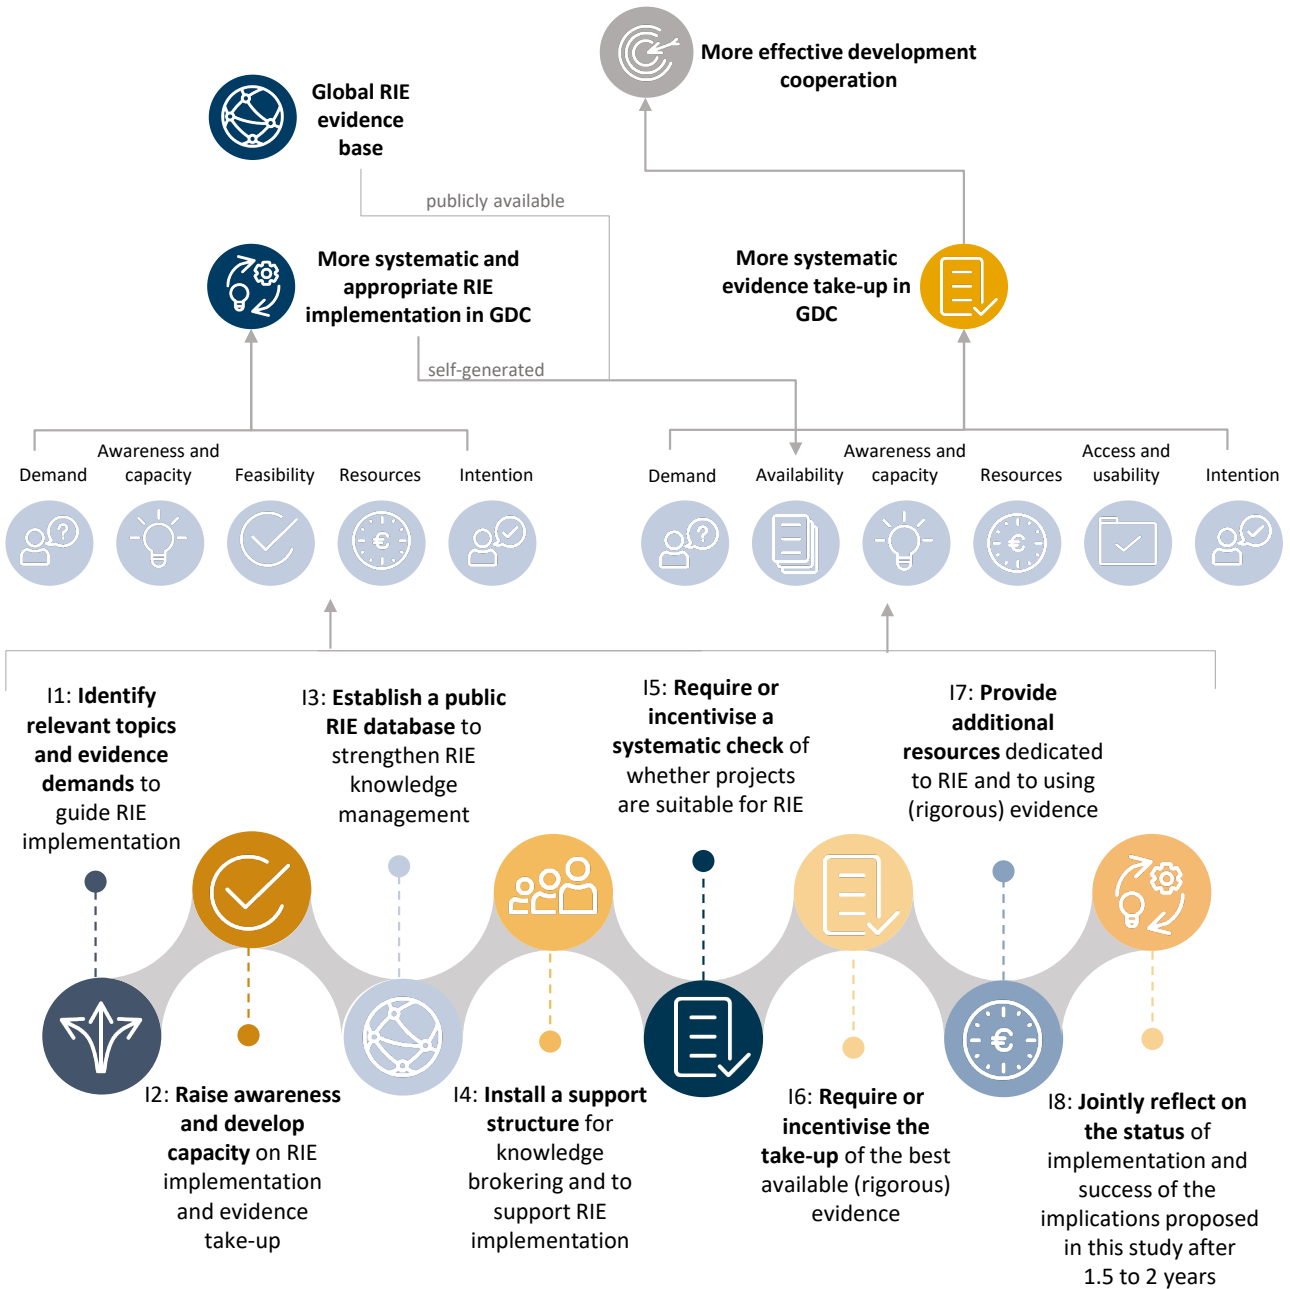 More effective development
cooperation
Global RIE
evidence
base
publicly available
More systematic and
appropriate RIE
implementation in GDC
More systematic
evidence take-up in
GDC
self-generated
Demand
Awareness and
capacity
Feasibility
Resources
Intention
Demand
Availability
Awareness and
capacity
Resources
Access and
usability
Intention
?
€
?
€
I1: Identify
relevant topics
and evidence
demands to
guide RIE
implementation
I3: Establish a public
RIE database to
strengthen RIE
knowledge
management
I5: Require or
incentivise a
systematic check of
whether projects
are suitable for RIE
I7: Provide
additional
resources dedicated
to RIE and to using
(rigorous) evidence
€
I2: Raise awareness
and develop
capacity on RIE
implementation
and evidence
take-up
I4: Install a support
structure for
knowledge
brokering and to
support RIE
implementation
I6: Require or
incentivise the
take-up of the best
available (rigorous)
evidence
I8: Jointly reflect on
the status of
implementation and
success of the
implications proposed
in this study after
1.5 to 2 years